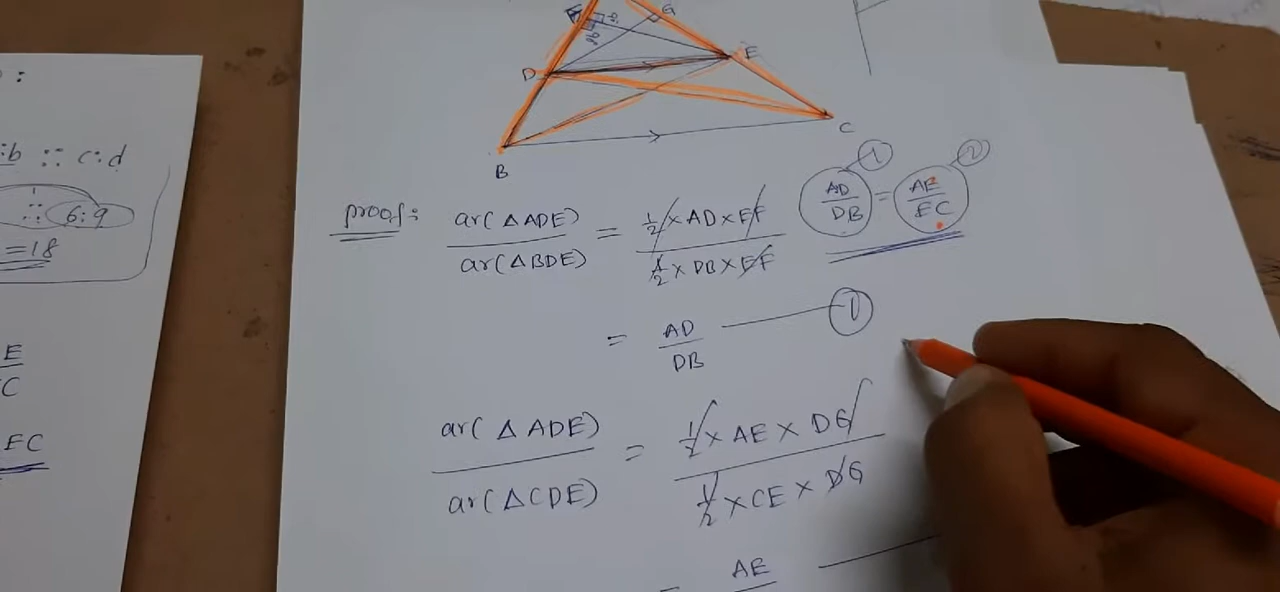 F
G
90
D
E
B
C
:b :: c:d
:: 6:9
=18
E
C
EC
proof:
ar(△ADE) / ar(△BDE) = 1/2 × AD × EF / 1/2 × DB × EF
AD/DB = AE/EC
1
2
= AD/DB — 1
ar(△ADE) / ar(△CDE) = 1/2 × AE × DG / 1/2 × CE × DG
= AE